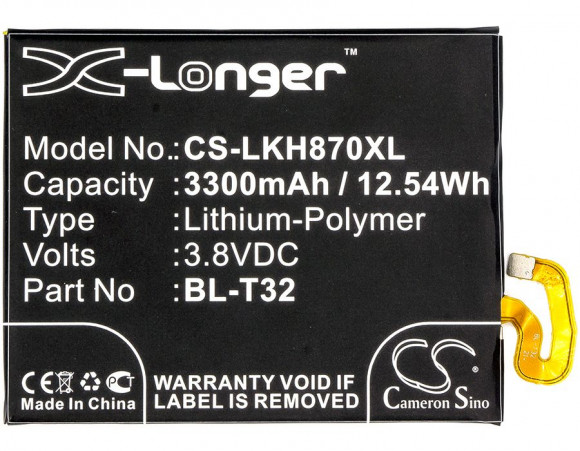 X-Longer™
Model No.: CS-LKH870XL
Capacity : 3300mAh / 12.54Wh
Type : Lithium-Polymer
Volts : 3.8VDC
Part No : BL-T32
CE
Made In China
WARRANTY VOID IF
LABEL IS REMOVED
CS
Cameron Sino